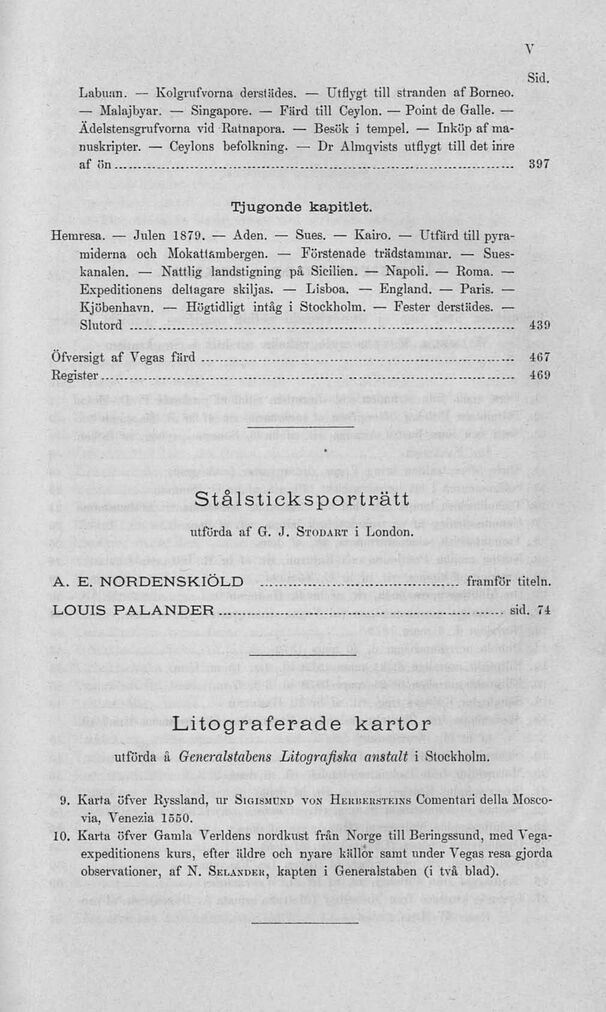 V
Sid.
Labuan. — Kolgrufvorna derstädes. — Utflygt till stranden af Borneo.
— Malajbyar. — Singapore. — Färd till Ceylon. — Point de Galle. —
Ädelstensgrufvorna vid Ratnapora. — Besök i tempel. — Inköp af ma-
nuskripter. — Ceylons befolkning. — Dr Almqvists utflygt till det inre
af ön 397
Tjugonde kapitlet.
Hemresa. — Julen 1879. — Aden. — Sues. — Kairo. — Utfärd till pyra-
miderna och Mokattambergen. — Förstenade trädstammar. — Sues-
kanalen. — Nattlig landstigning på Sicilien. — Napoli. — Roma. —
Expeditionens deltagare skiljas. — Lisboa. — England. — Paris. —
Kjöbenhavn. — Högtidligt intåg i Stockholm. — Fester derstädes. —
Slutord 439
Öfversigt af Vegas färd 467
Register 469
Stålsticksporträtt
utförda af G. J. Stodart i London.
A. E. NORDENSKIÖLD framför titeln.
LOUIS PALANDER sid. 74
Litograferade kartor
utförda å Generalstabens Litografiska anstalt i Stockholm.
9. Karta öfver Ryssland, ur Sigismund von Herbersteins Comentari della Mosco-
via, Venezia 1550.
10. Karta öfver Gamla Verldens nordkust från Norge till Beringssund, med Vega-
expeditionens kurs, efter äldre och nyare källor samt under Vegas resa gjorda
observationer, af N. Selander, kapten i Generalstaben (i två blad).